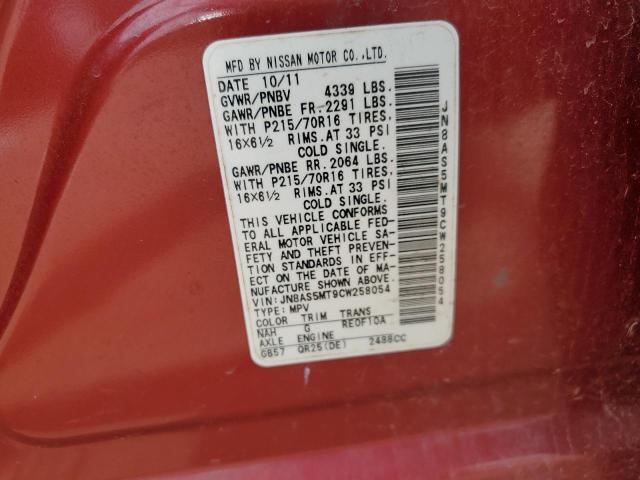 MFD BY NISSAN MOTOR CO.,LTD.
DATE 10/11
GVWR/PNBV 4339 LBS.
GAWR/PNBE FR.2291 LBS.
WITH P215/70R16 TIRES,
16X6½ RIMS.AT 33 PSI
COLD SINGLE.
GAWR/PNBE RR.2064 LBS.
WITH P215/70R16 TIRES,
16X6½ RIMS.AT 33 PSI
COLD SINGLE.
THIS VEHICLE CONFORMS
TO ALL APPLICABLE FED-
ERAL MOTOR VEHICLE SA-
FETY AND THEFT PREVEN-
TION STANDARDS IN EFF-
ECT ON THE DATE OF MA-
NUFACTURE SHOWN ABOVE.
VIN:JN8AS5MT9CW258054
TYPE:MPV
COLOR TRIM TRANS
NAH G RE0F10A
AXLE ENGINE
GB57 QR25(DE) 2488CC
JN8AS5MT9CW258054